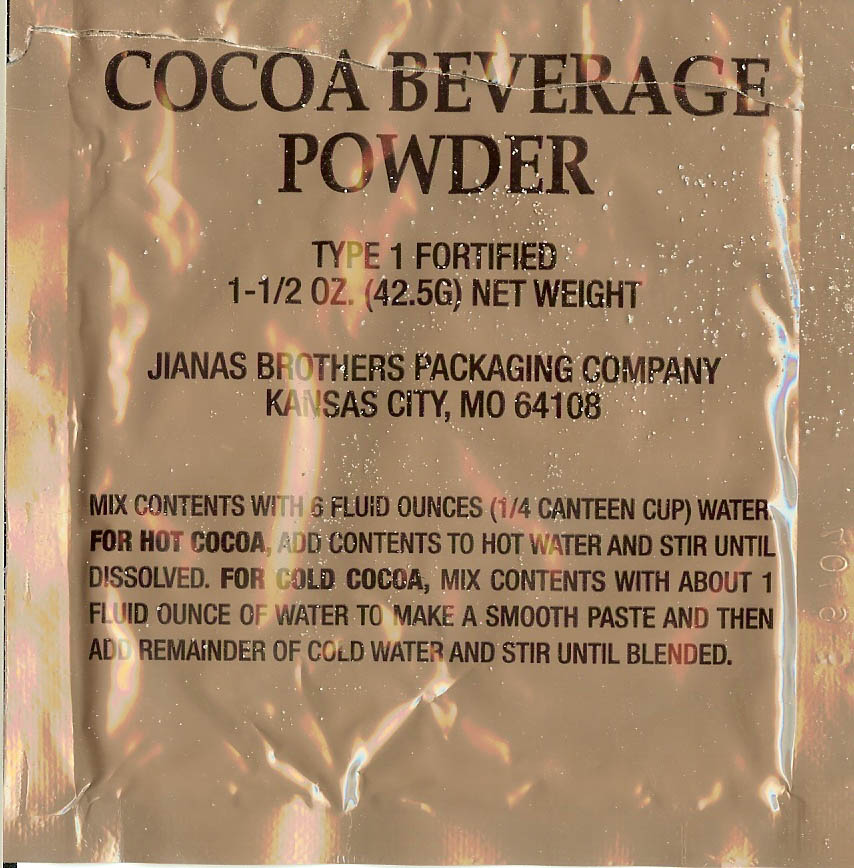 COCOA BEVERAGE
POWDER
TYPE 1 FORTIFIED
1-1/2 OZ. (42.5G) NET WEIGHT
JIANAS BROTHERS PACKAGING COMPANY
KANSAS CITY, MO 64108
MIX CONTENTS WITH 6 FLUID OUNCES (1/4 CANTEEN CUP) WATER.
FOR HOT COCOA, ADD CONTENTS TO HOT WATER AND STIR UNTIL
DISSOLVED. FOR COLD COCOA, MIX CONTENTS WITH ABOUT 1
FLUID OUNCE OF WATER TO MAKE A SMOOTH PASTE AND THEN
ADD REMAINDER OF COLD WATER AND STIR UNTIL BLENDED.